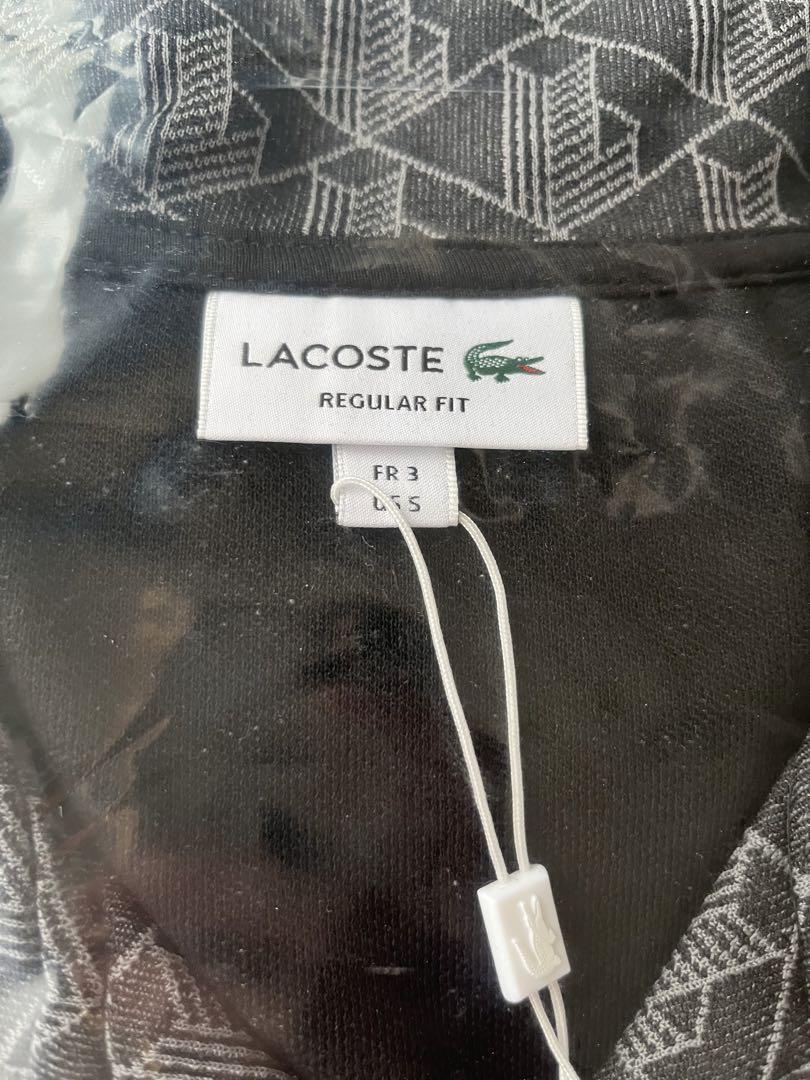 LACOSTE
REGULAR FIT
FR 3
US S